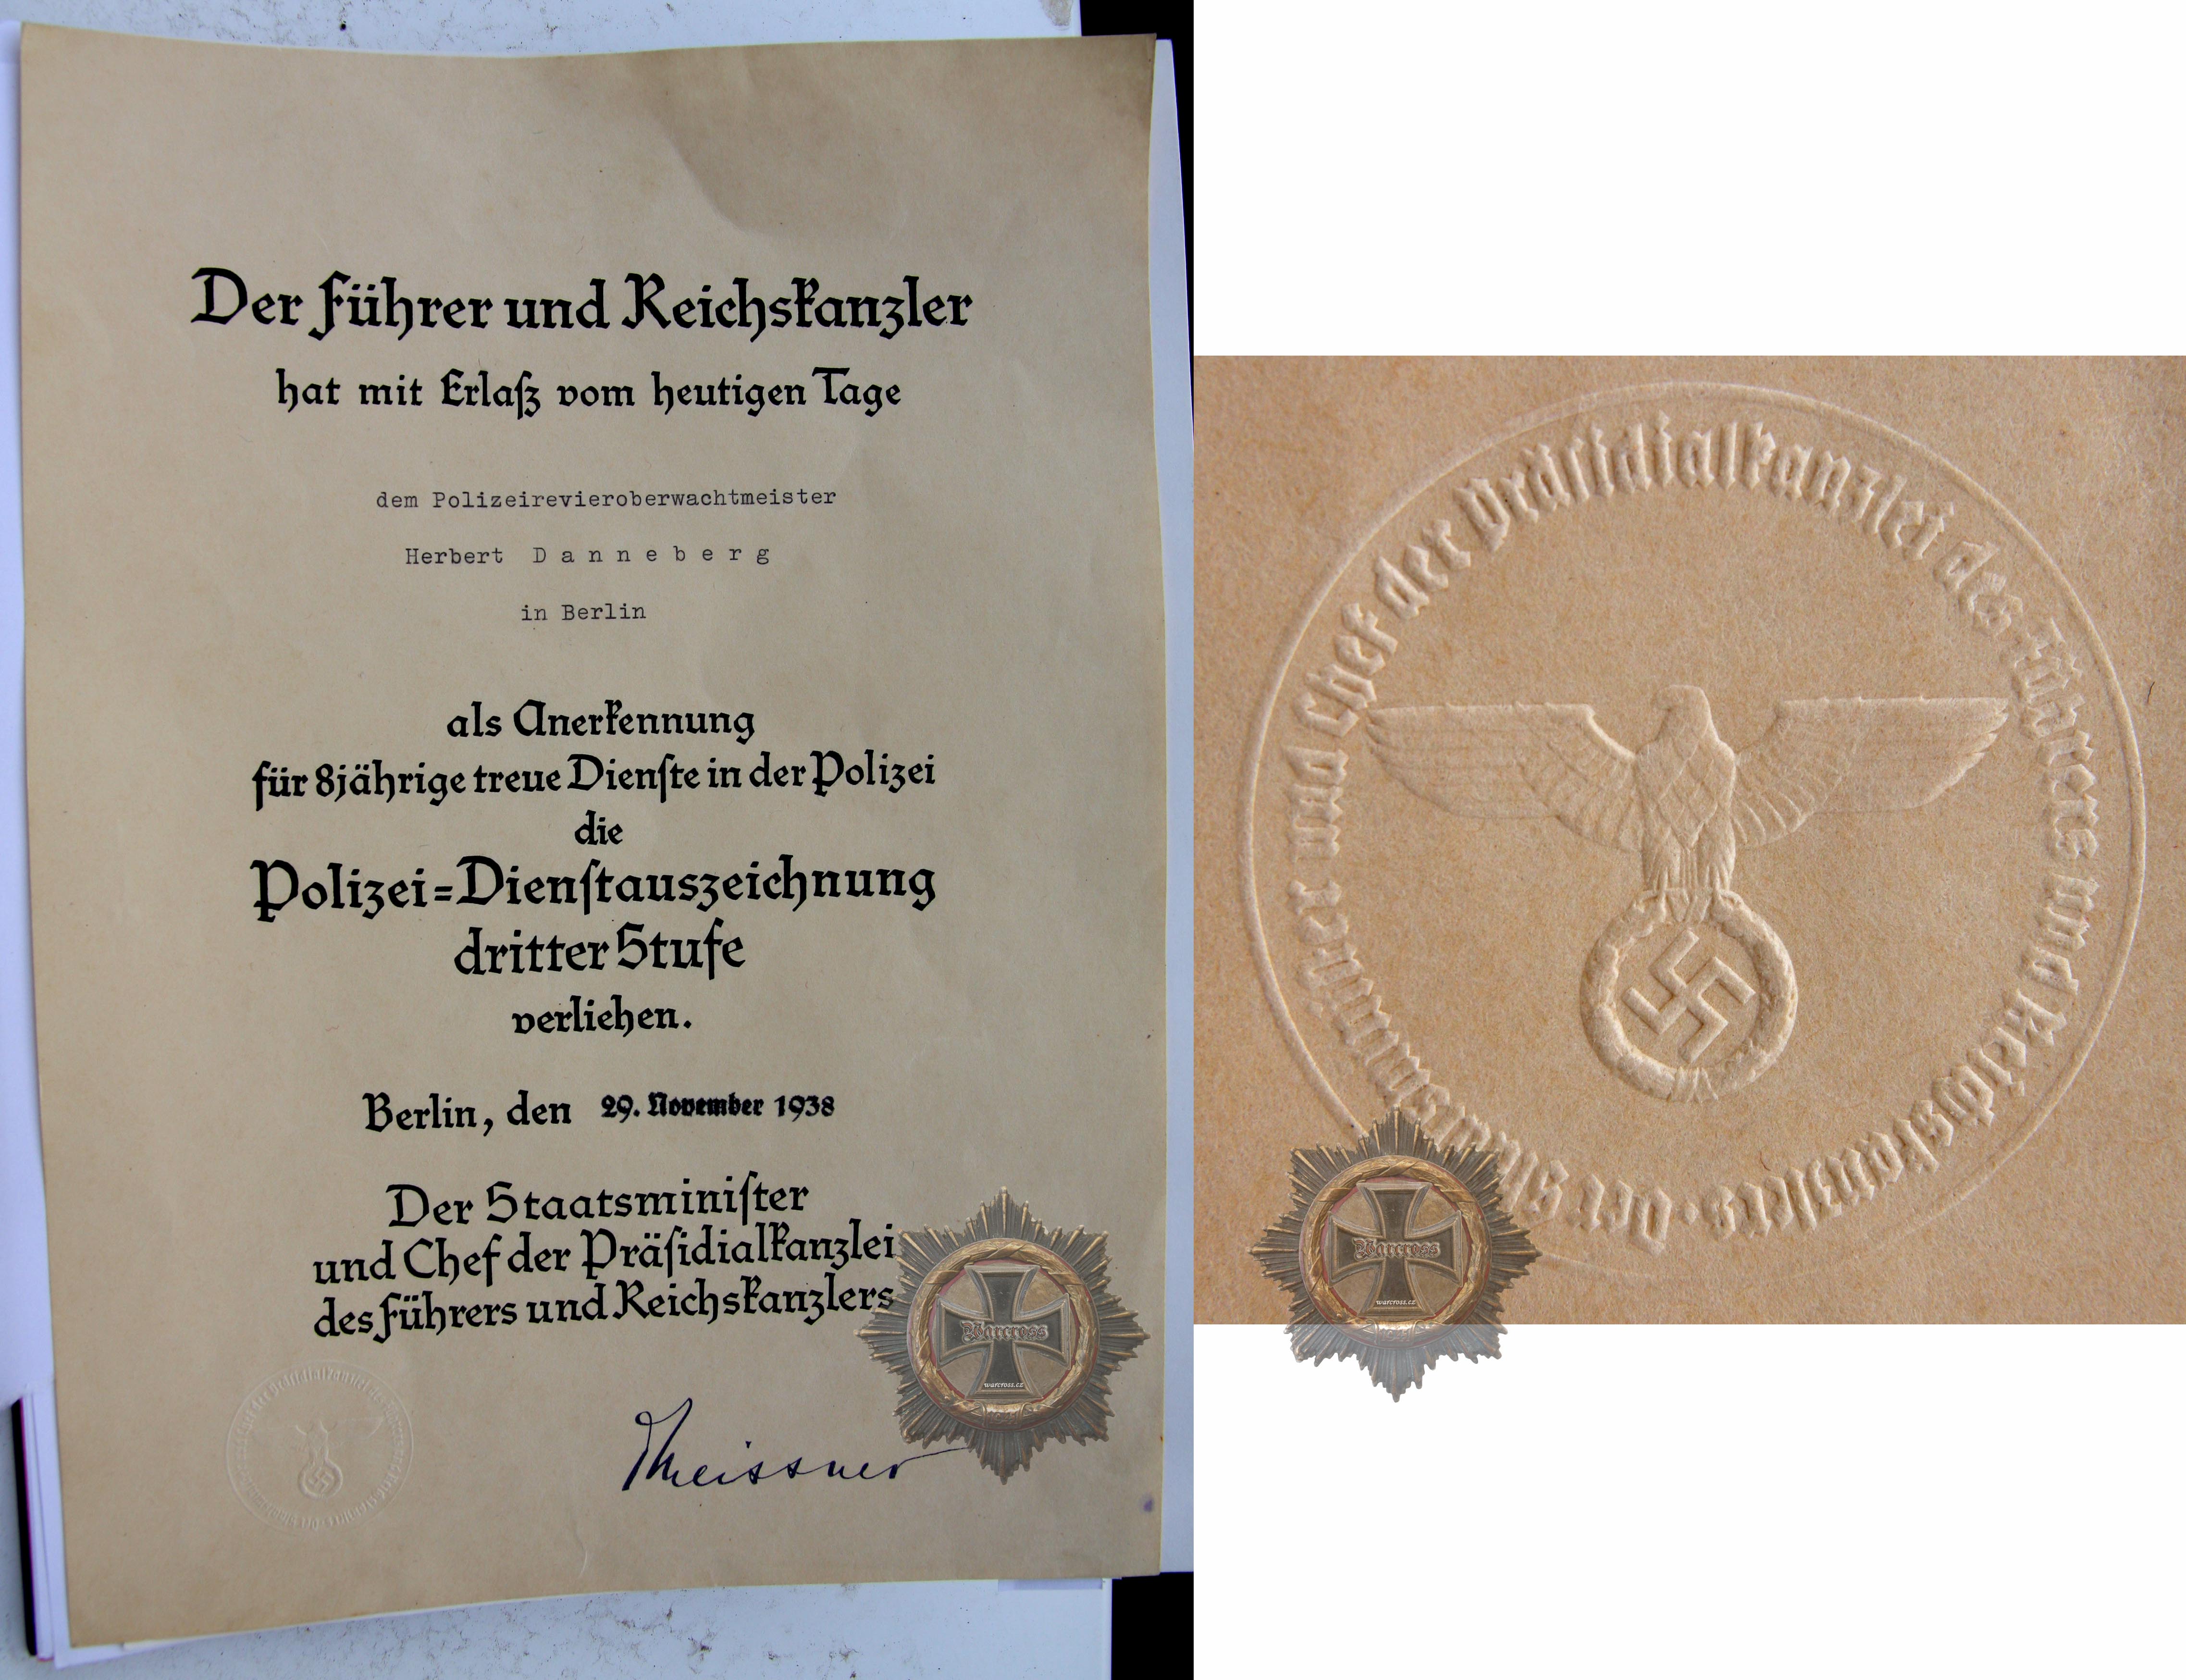 Der Führer und Reichskanzler
hat mit Erlaß vom heutigen Tage
dem Polizeirevieroberwachtmeister
Herbert D a n n e b e r g
in Berlin
als Anerkennung
für 8jährige treue Dienſte in der Polizei
die
Polizei=Dienſtauszeichnung
dritter Stufe
verliehen.
Berlin, den 29. November 1938
Der Staatsminiſter
und Chef der Präſidialkanzlei
des Führers und Reichskanzlers
Meissner
Warcross
warcross.cz
Der Staatsminiſter und Chef der Präſidialkanzlei des Führers und Reichskanzlers •
Warcross
warcross.cz